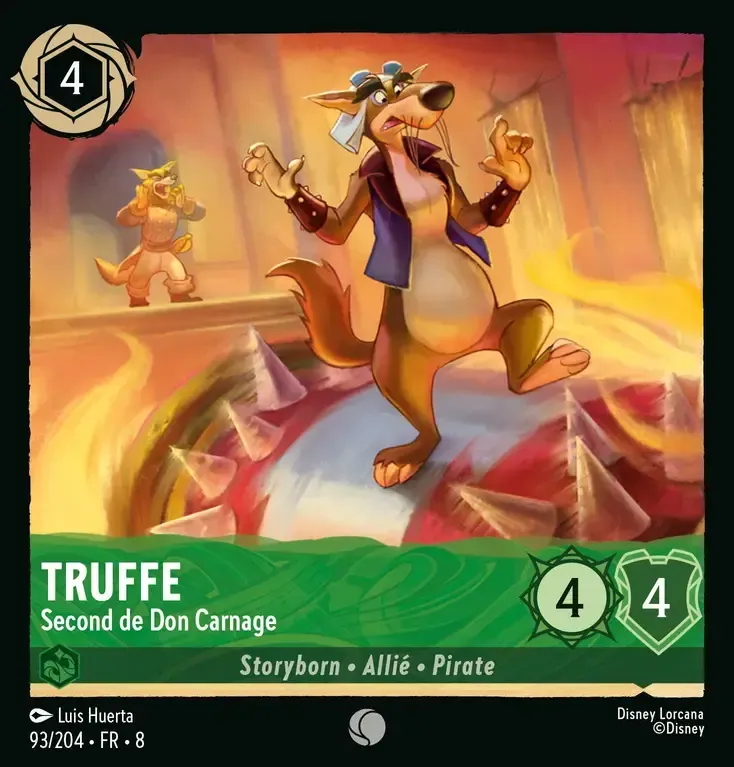 4
TRUFFE
Second de Don Carnage
4
4
Storyborn • Allié • Pirate
Luis Huerta
93/204 • FR • 8
Disney Lorcana
©Disney